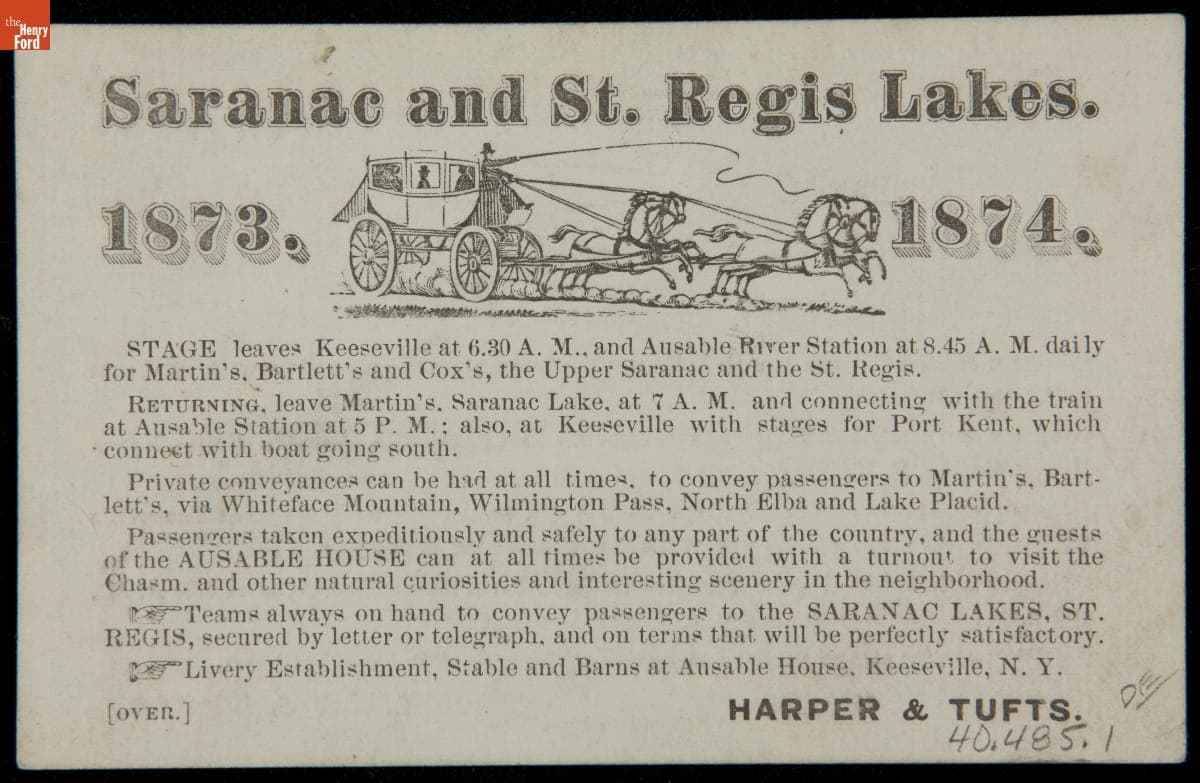 the
Henry
Ford
Saranac and St. Regis Lakes.
1873. 1874.
STAGE leaves Keeseville at 6.30 A. M., and Ausable River Station at 8.45 A. M. daily
for Martin's, Bartlett's and Cox's, the Upper Saranac and the St. Regis.
RETURNING, leave Martin's, Saranac Lake, at 7 A. M. and connecting with the train
at Ausable Station at 5 P. M.; also, at Keeseville with stages for Port Kent, which
connect with boat going south.
Private conveyances can be had at all times, to convey passengers to Martin's, Bart-
lett's, via Whiteface Mountain, Wilmington Pass, North Elba and Lake Placid.
Passengers taken expeditiously and safely to any part of the country, and the guests
of the AUSABLE HOUSE can at all times be provided with a turnout to visit the
Chasm, and other natural curiosities and interesting scenery in the neighborhood.
☞Teams always on hand to convey passengers to the SARANAC LAKES, ST.
REGIS, secured by letter or telegraph, and on terms that will be perfectly satisfactory.
☞Livery Establishment, Stable and Barns at Ausable House, Keeseville, N. Y.
[OVER.] HARPER & TUFTS.
40.485.1